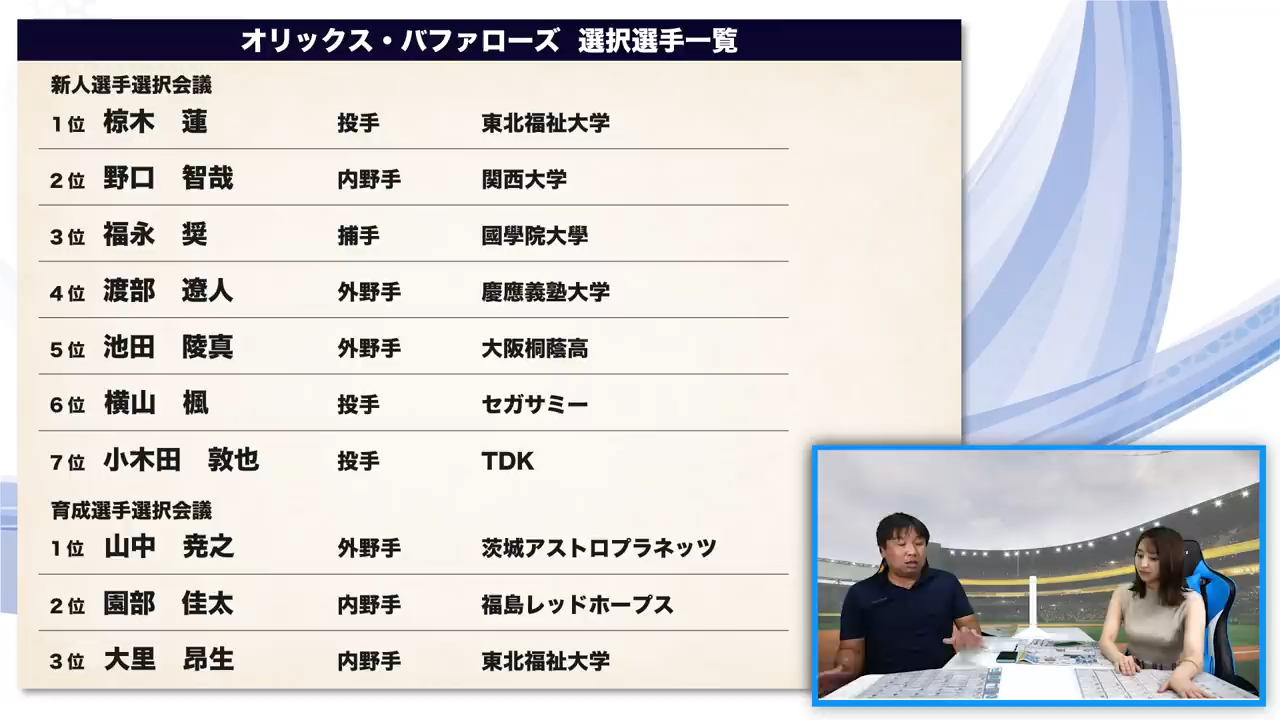 オリックス・バファローズ 選択選手一覧
新人選手選択会議
1位 椋木 蓮 投手 東北福祉大学
2位 野口 智哉 内野手 関西大学
3位 福永 奨 捕手 國學院大學
4位 渡部 遼人 外野手 慶應義塾大学
5位 池田 陵真 外野手 大阪桐蔭高
6位 横山 楓 投手 セガサミー
7位 小木田 敦也 投手 TDK
育成選手選択会議
1位 山中 尭之 外野手 茨城アストロプラネッツ
2位 園部 佳太 内野手 福島レッドホープス
3位 大里 昂生 内野手 東北福祉大学